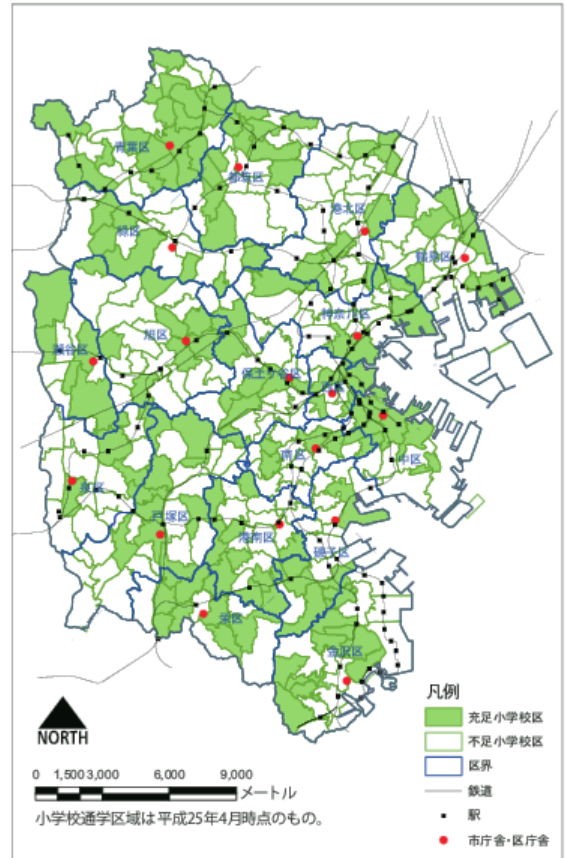 青葉区
都筑区
港北区
緑区
鶴見区
神奈川区
旭区
瀬谷区
保土ケ谷区
西区
中区
南区
泉区
戸塚区
港南区
磯子区
栄区
金沢区
凡例
充足小学校区
不足小学校区
区界
鉄道
駅
市庁舎・区庁舎
NORTH
0 1,500 3,000 6,000 9,000
メートル
小学校通学区域は平成25年4月時点のもの。